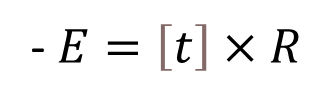 - E = [t] × R